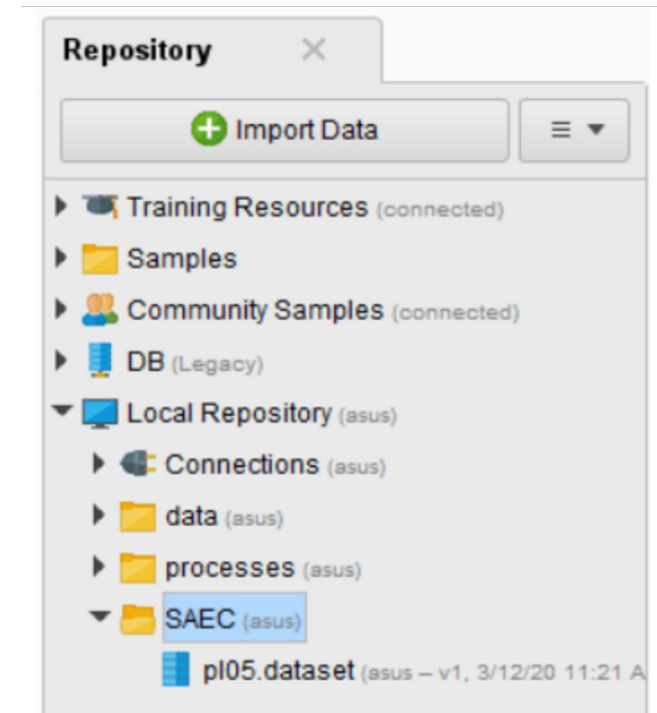 Repository
Import Data
Training Resources (connected)
Samples
Community Samples (connected)
DB (Legacy)
Local Repository (asus)
Connections (asus)
data (asus)
processes (asus)
SAEC (asus)
pl05.dataset (asus – v1, 3/12/20 11:21 A